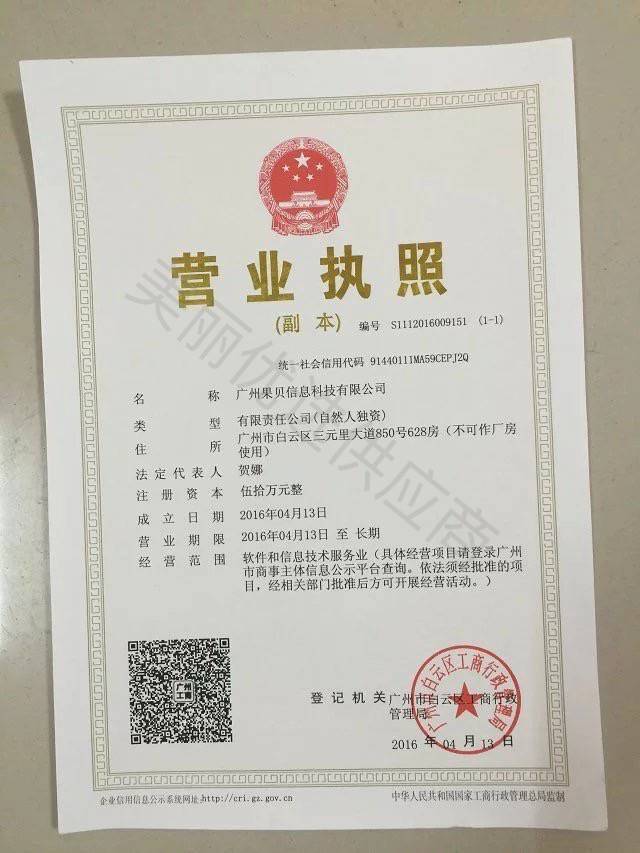 营业执照
(副 本) 编号 S1112016009151 (1-1)
统一社会信用代码 91440111MA59CEPJ2Q
名 称 广州果贝信息科技有限公司
类 型 有限责任公司(自然人独资)
住 所 广州市白云区三元里大道850号628房（不可作厂房
使用）
法定代表人 贺娜
注册资本 伍拾万元整
成立日期 2016年04月13日
营业期限 2016年04月13日 至 长期
经营范围 软件和信息技术服务业（具体经营项目请登录广州
市商事主体信息公示平台查询。依法须经批准的项
目，经相关部门批准后方可开展经营活动。）
广州
工商
登记机关 广州市白云区工商行政
管理局
2016 年 04 月 13 日
广州市白云区工商行政管理局
企业信用信息公示系统网址:http://cri.gz.gov.cn
中华人民共和国国家工商行政管理总局监制
美丽优选供应商